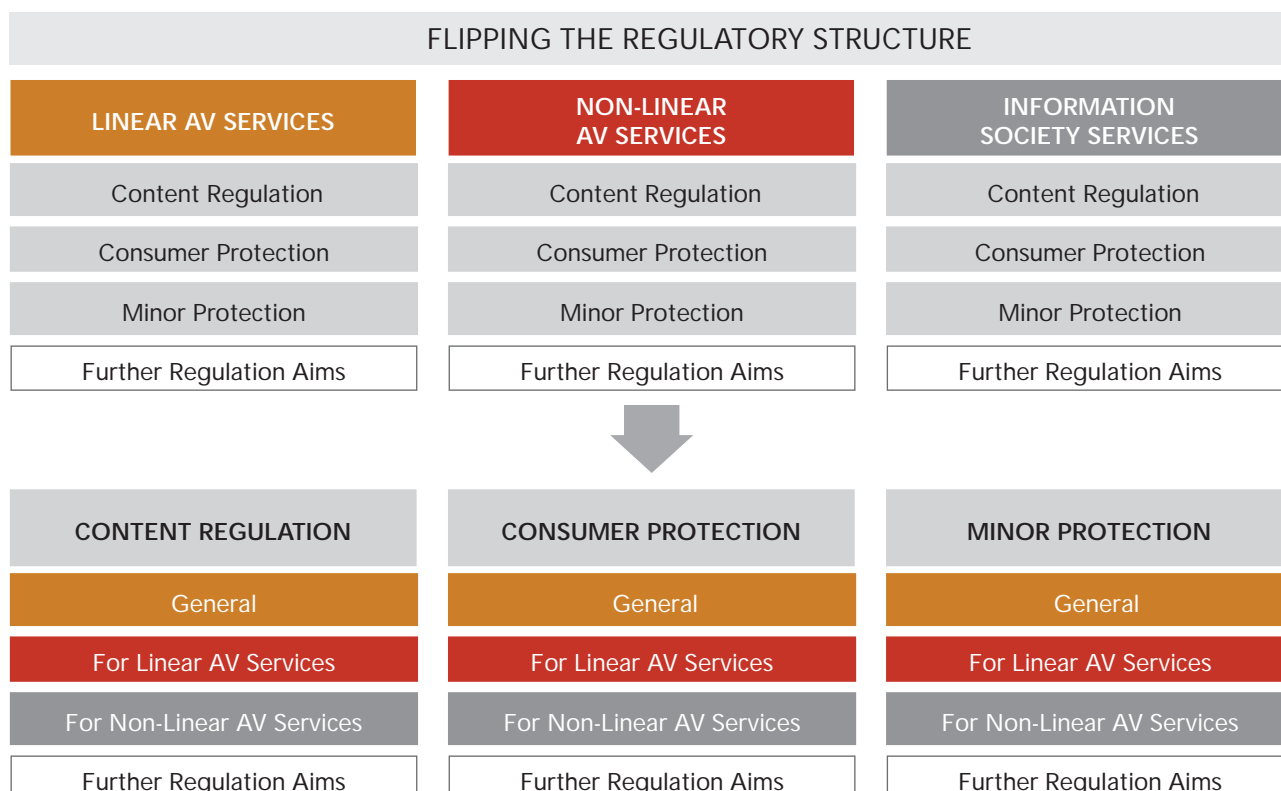 FLIPPING THE REGULATORY STRUCTURE
LINEAR AV SERVICES
NON-LINEAR
AV SERVICES
INFORMATION
SOCIETY SERVICES
Content Regulation
Content Regulation
Content Regulation
Consumer Protection
Consumer Protection
Consumer Protection
Minor Protection
Minor Protection
Minor Protection
Further Regulation Aims
Further Regulation Aims
Further Regulation Aims
CONTENT REGULATION
CONSUMER PROTECTION
MINOR PROTECTION
General
General
General
For Linear AV Services
For Linear AV Services
For Linear AV Services
For Non-Linear AV Services
For Non-Linear AV Services
For Non-Linear AV Services
Further Regulation Aims
Further Regulation Aims
Further Regulation Aims